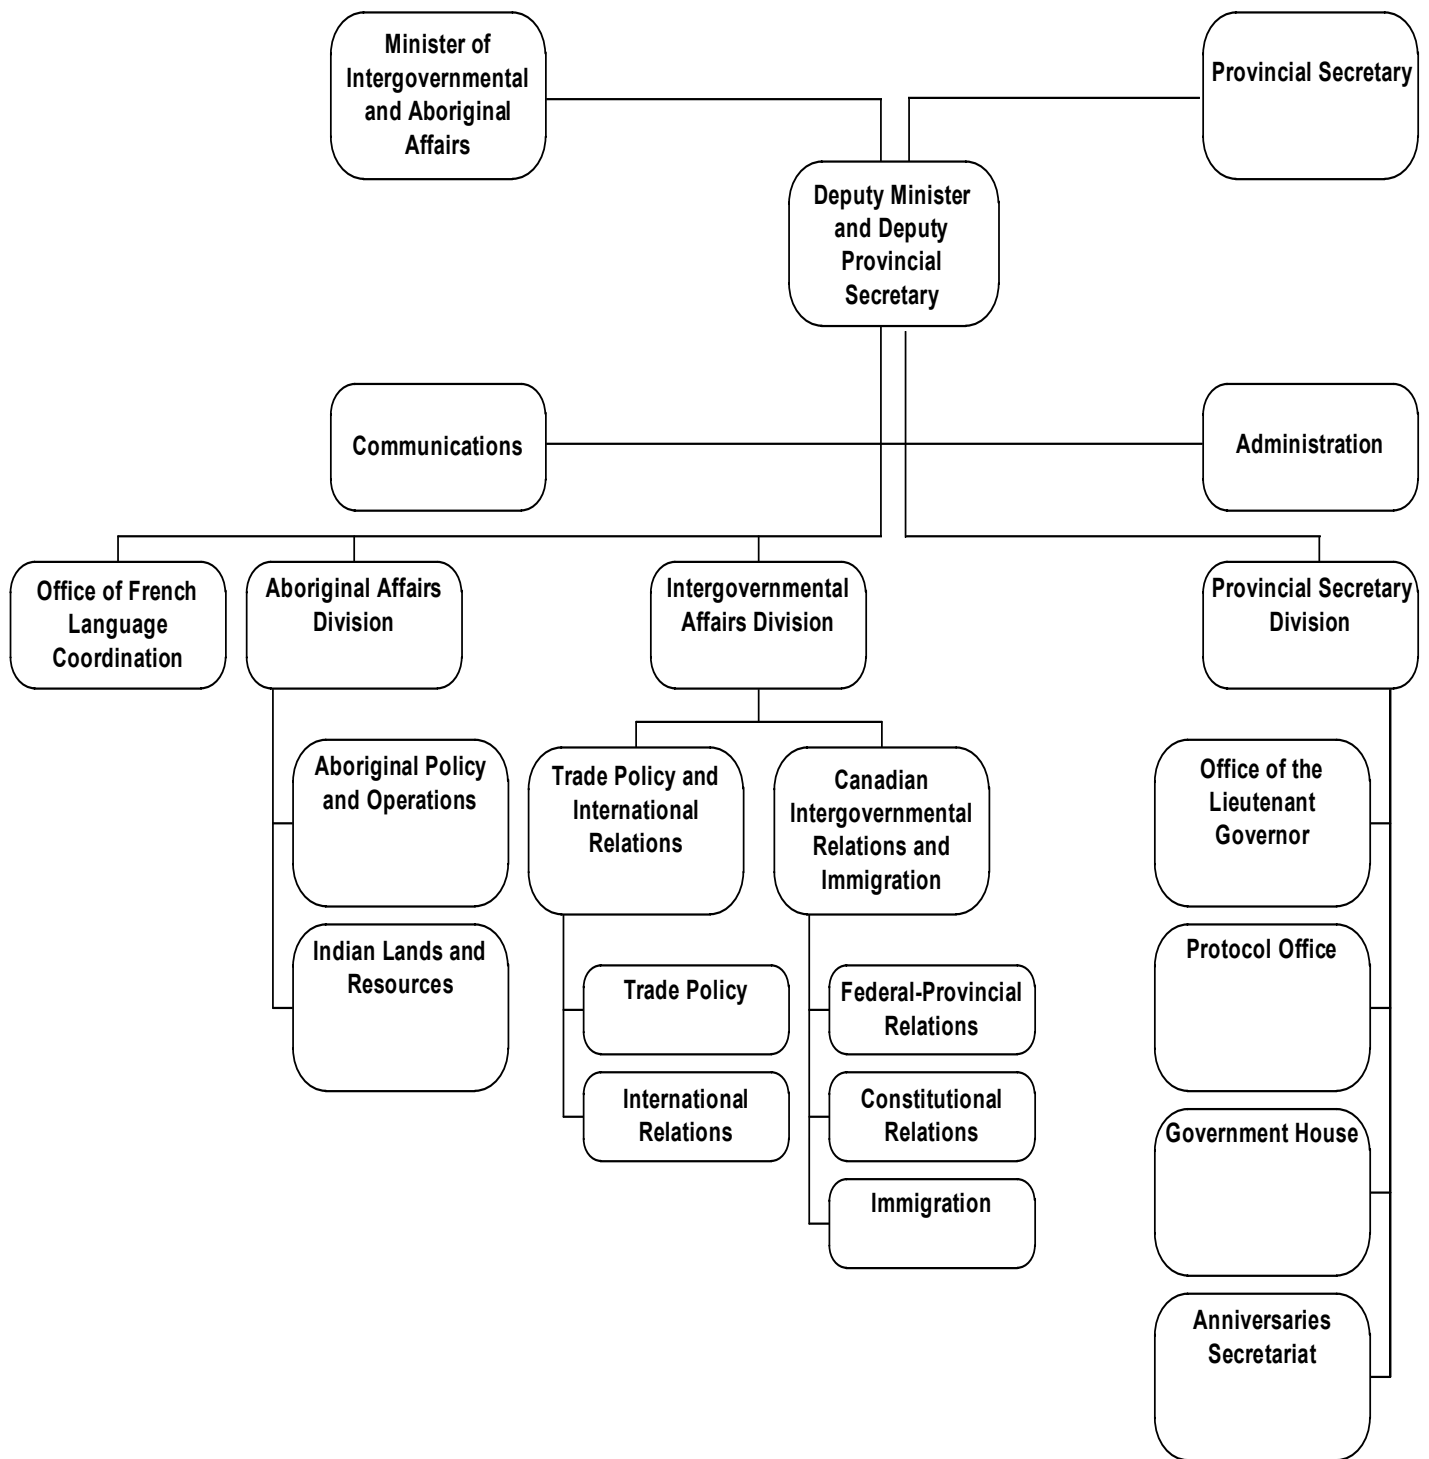 Minister of
Intergovernmental
and Aboriginal
Affairs
Provincial Secretary
Deputy Minister
and Deputy
Provincial
Secretary
Communications
Administration
Office of French
Language
Coordination
Aboriginal Affairs
Division
Intergovernmental
Affairs Division
Provincial Secretary
Division
Aboriginal Policy
and Operations
Trade Policy and
International
Relations
Canadian
Intergovernmental
Relations and
Immigration
Office of the
Lieutenant
Governor
Indian Lands and
Resources
Trade Policy
Federal-Provincial
Relations
Protocol Office
International
Relations
Constitutional
Relations
Government House
Immigration
Anniversaries
Secretariat